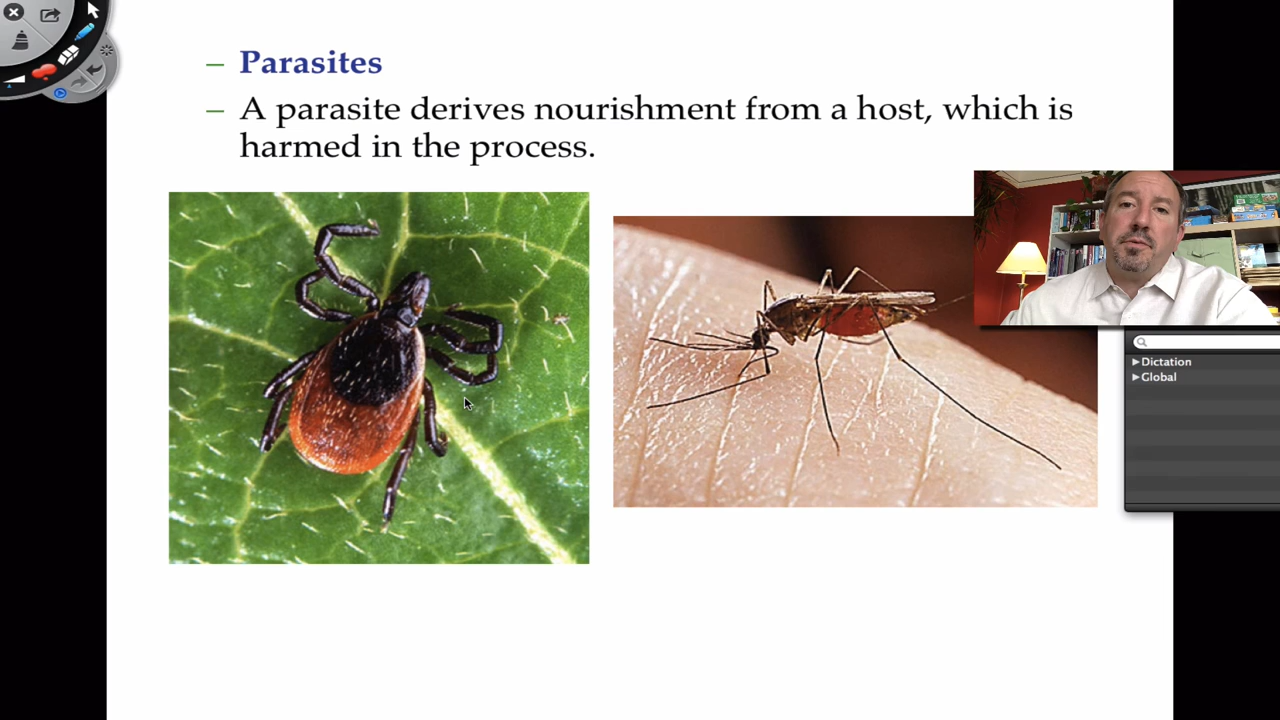 – Parasites
– A parasite derives nourishment from a host, which is
harmed in the process.
Dictation
Global